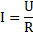 I = U/R